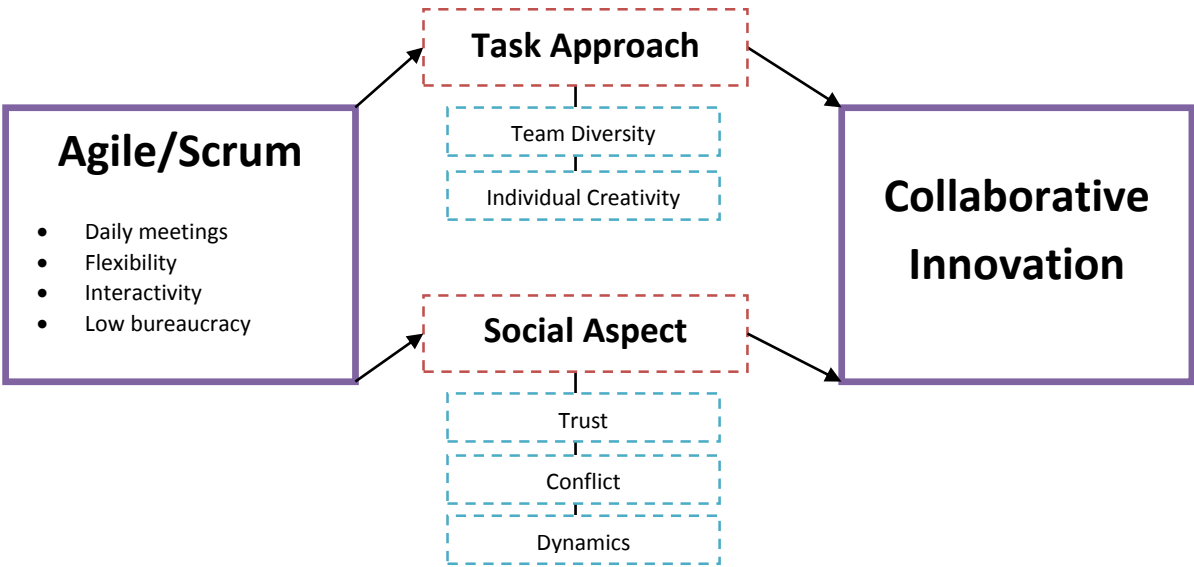 Agile/Scrum
• Daily meetings
• Flexibility
• Interactivity
• Low bureaucracy
Task Approach
Team Diversity
Individual Creativity
Social Aspect
Trust
Conflict
Dynamics
Collaborative
Innovation